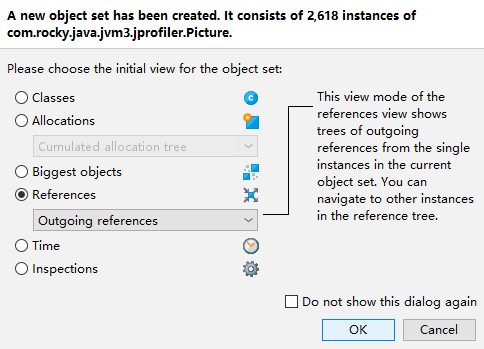 A new object set has been created. It consists of 2,618 instances of
com.rocky.java.jvm3.jprofiler.Picture.
Please choose the initial view for the object set:
Classes
Allocations
Cumulated allocation tree
Biggest objects
References
Outgoing references
Time
Inspections
This view mode of the
references view shows
trees of outgoing
references from the single
instances in the current
object set. You can
navigate to other instances
in the reference tree.
Do not show this dialog again
OK
Cancel